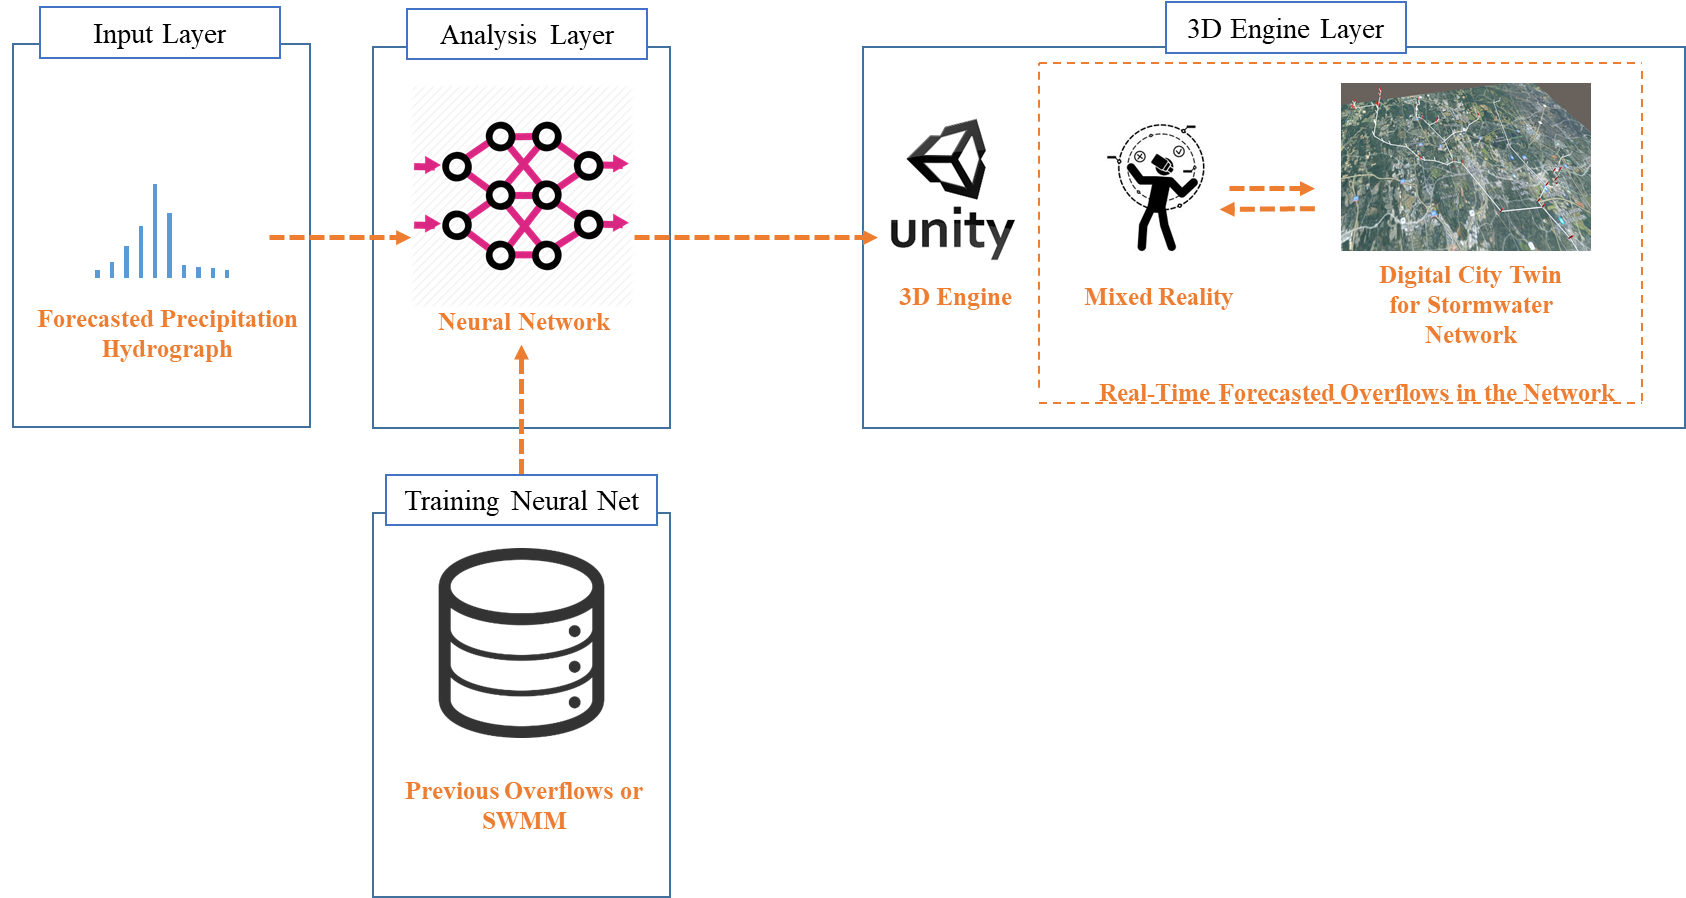 Input Layer
Analysis Layer
3D Engine Layer
Forecasted Precipitation
Hydrograph
Neural Network
unity
3D Engine
Mixed Reality
Digital City Twin
for Stormwater
Network
Real-Time Forecasted Overflows in the Network
Training Neural Net
Previous Overflows or
SWMM